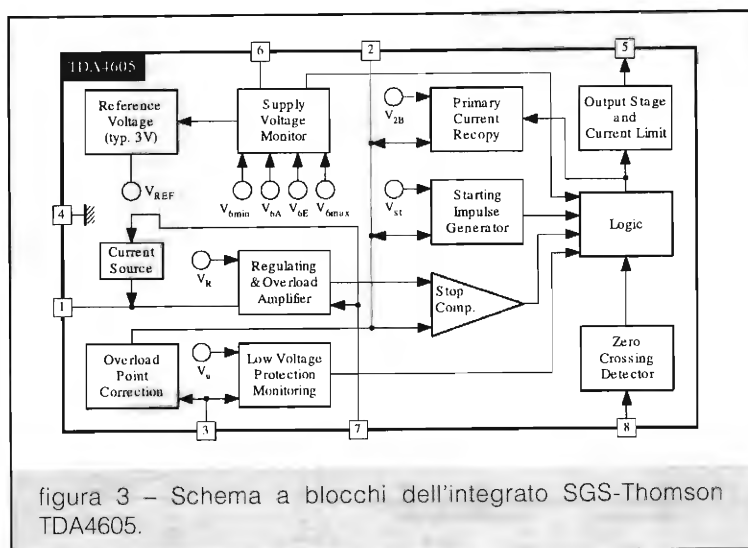 6
2
5
TDA4605
Reference
Voltage
(typ. 3V)
Supply
Voltage
Monitor
V2B
Primary
Current
Recopy
Output Stage
and
Current Limit
VREF
V6min
V6A
V6E
V6max
Vst
Starting
Impulse
Generator
Logic
4
Current
Source
VR
Regulating
& Overload
Amplifier
Stop
Comp.
1
Overload
Point
Correction
Vu
Low Voltage
Protection
Monitoring
Zero
Crossing
Detector
3
7
8
figura 3 – Schema a blocchi dell'integrato SGS-Thomson
TDA4605.